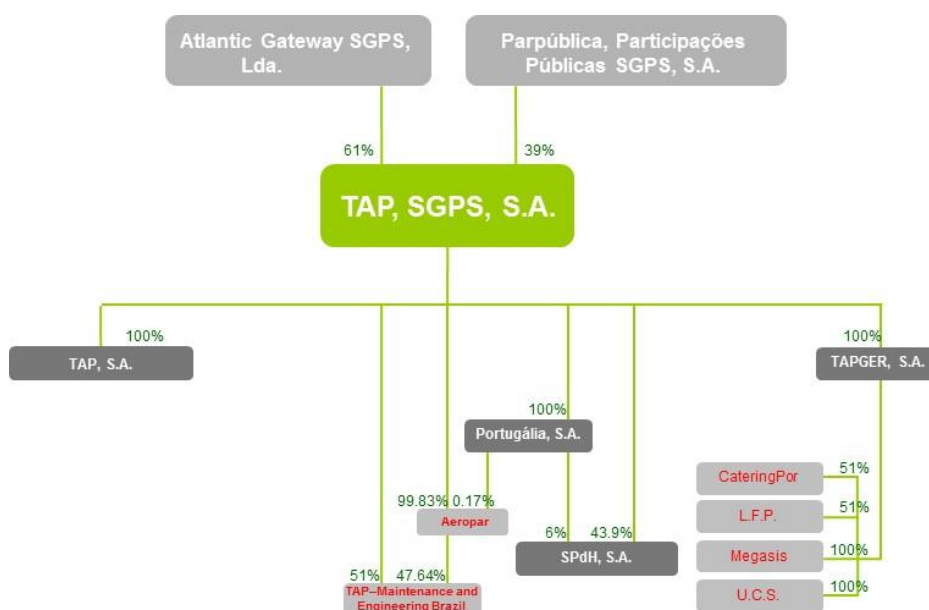 Atlantic Gateway SGPS,
Lda.
Parpública, Participações
Públicas SGPS, S.A.
61%
39%
TAP, SGPS, S.A.
100%
TAP, S.A.
100%
TAPGER, S.A.
100%
Portugália, S.A.
99.83% 0.17%
Aeropar
6%
43.9%
SPdH, S.A.
51%
47.64%
TAP–Maintenance and
Engineering Brazil
CateringPor
51%
L.F.P.
51%
Megasis
100%
U.C.S.
100%